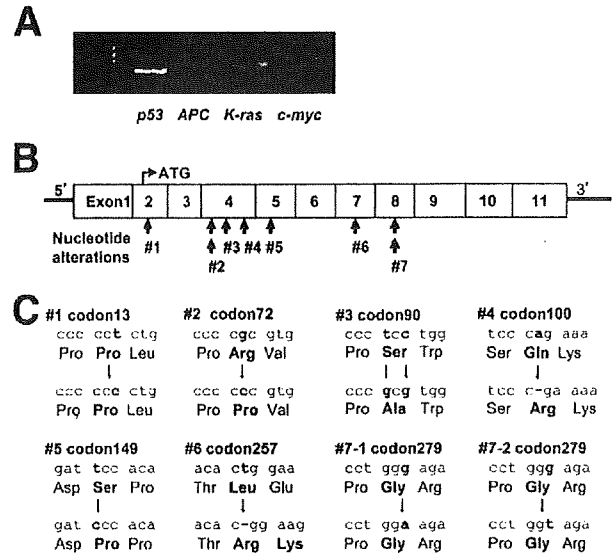 A
p53 APC K-ras c-myc
B
ATG
5' Exon1 2 3 4 5 6 7 8 9 10 11 3'
Nucleotide alterations
#1 #2 #3 #4 #5 #6 #7
C
#1 codon13 #2 codon72 #3 codon90 #4 codon100
ccc cct ctg ccc cgc gtg ccc tcc tgg tcc cag aaa
Pro Pro Leu Pro Arg Val Pro Ser Trp Ser Gln Lys
ccc ccc ctg ccc ccc gtg ccc gcg tgg tcc c-ga aaa
Pro Pro Leu Pro Pro Val Pro Ala Trp Ser Arg Lys
#5 codon149 #6 codon257 #7-1 codon279 #7-2 codon279
gat tcc aca aca ctg gaa cct ggg aga cct ggg aga
Asp Ser Pro Thr Leu Glu Pro Gly Arg Pro Gly Arg
gat ccc aca aca c-gg aag cct gga aga cct ggt aga
Asp Pro Pro Thr Arg Lys Pro Gly Arg Pro Gly Arg